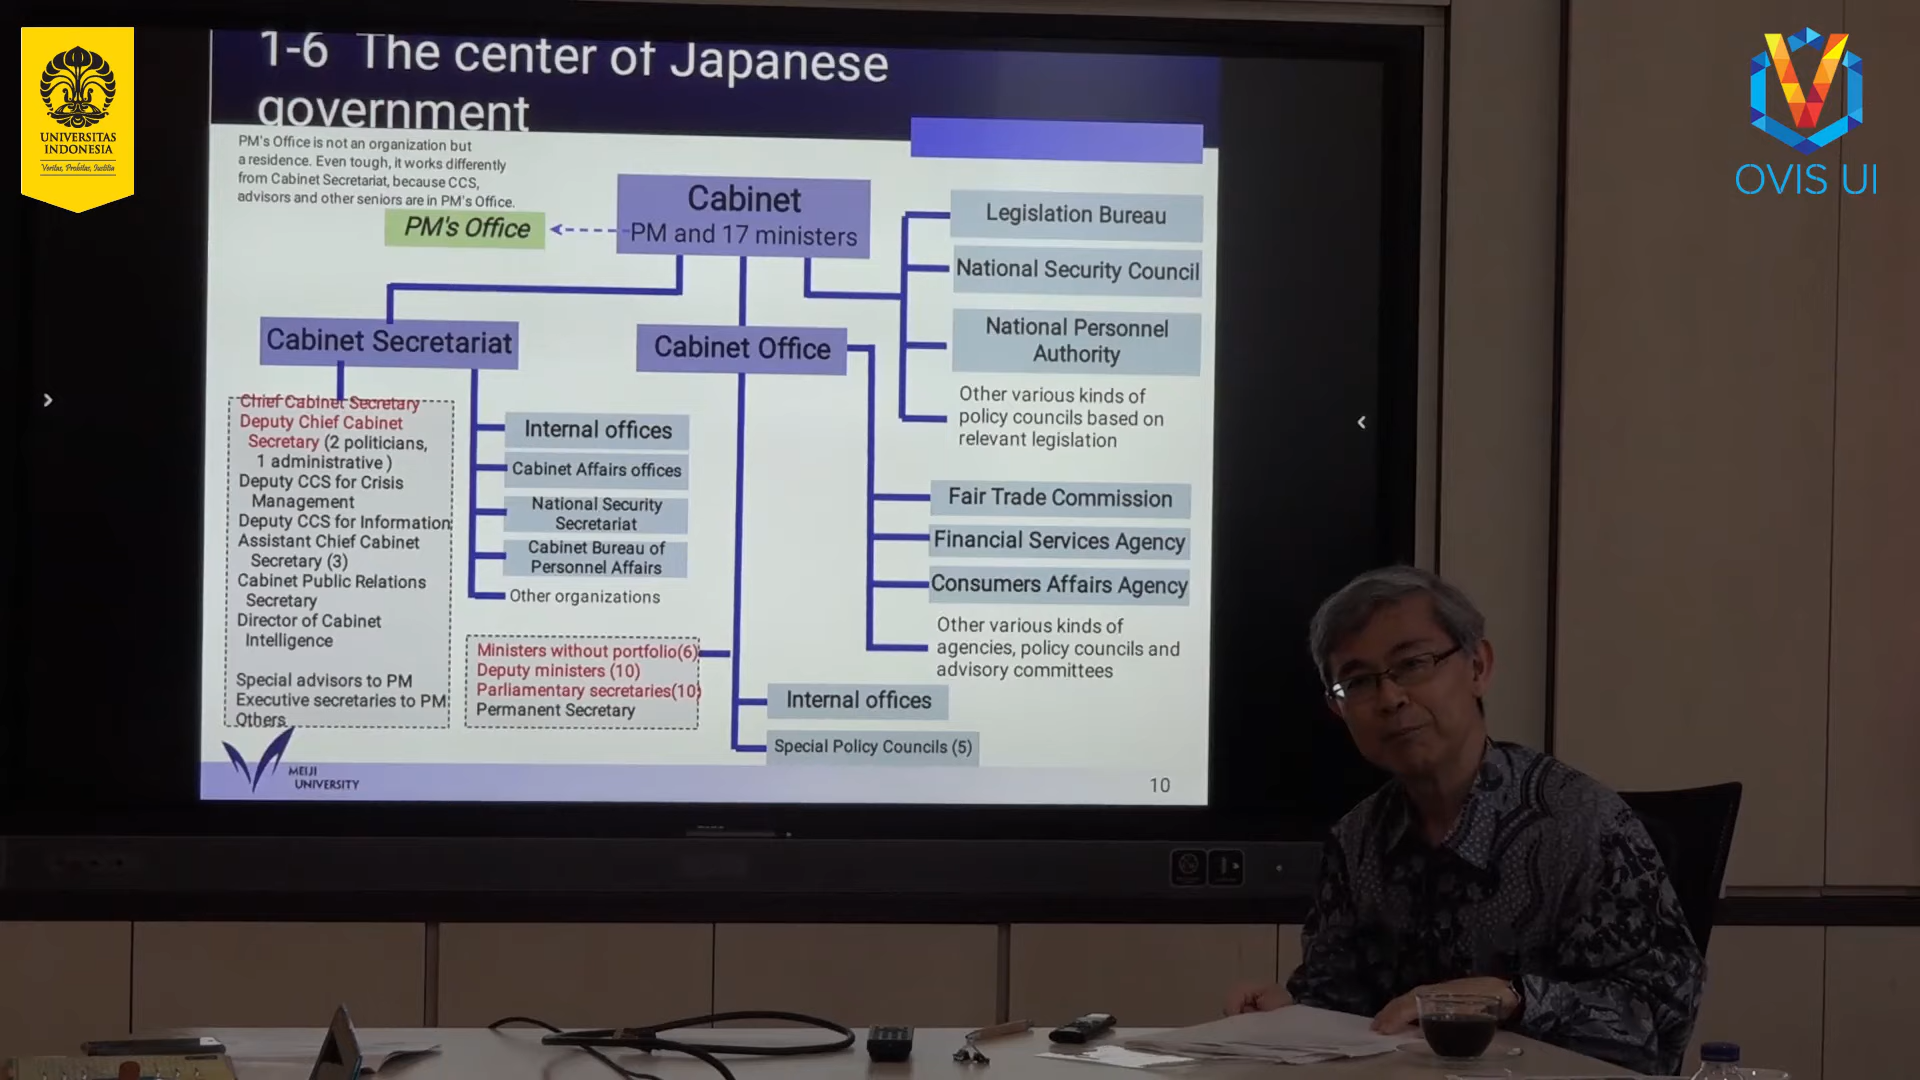 UNIVERSITAS
INDONESIA
Veritas, Probitas, Iustitia
OVIS UI
1-6 The center of Japanese
government
PM's Office is not an organization but
a residence. Even tough, it works differently
from Cabinet Secretariat, because CCS,
advisors and other seniors are in PM's Office.
PM's Office
Cabinet
PM and 17 ministers
Legislation Bureau
National Security Council
National Personnel
Authority
Other various kinds of
policy councils based on
relevant legislation
Cabinet Secretariat
Cabinet Office
Chief Cabinet Secretary
Deputy Chief Cabinet
Secretary (2 politicians,
1 administrative )
Deputy CCS for Crisis
Management
Deputy CCS for Information
Assistant Chief Cabinet
Secretary (3)
Cabinet Public Relations
Secretary
Director of Cabinet
Intelligence
Special advisors to PM
Executive secretaries to PM
Others
Internal offices
Cabinet Affairs offices
National Security
Secretariat
Cabinet Bureau of
Personnel Affairs
Other organizations
Ministers without portfolio(6)
Deputy ministers (10)
Parliamentary secretaries(10)
Permanent Secretary
Fair Trade Commission
Financial Services Agency
Consumers Affairs Agency
Other various kinds of
agencies, policy councils and
advisory committees
Internal offices
Special Policy Councils (5)
MEIJI
UNIVERSITY
10